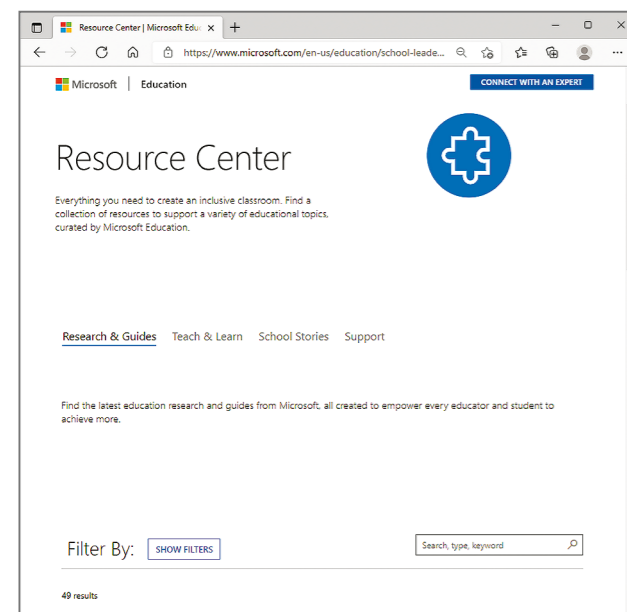 Resource Center | Microsoft Edu
https://www.microsoft.com/en-us/education/school-leade...
Microsoft | Education
CONNECT WITH AN EXPERT
Resource Center
Everything you need to create an inclusive classroom. Find a
collection of resources to support a variety of educational topics,
curated by Microsoft Education.
Research & Guides Teach & Learn School Stories Support
Find the latest education research and guides from Microsoft, all created to empower every educator and student to
achieve more.
Filter By: SHOW FILTERS Search, type, keyword
49 results